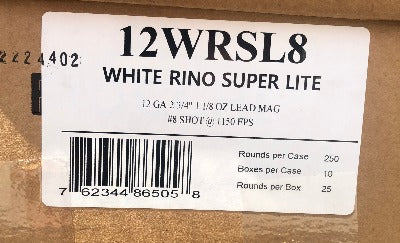 12WRSL8
2224402
WHITE RINO SUPER LITE
12 GA 2 3/4" 1 1/8 OZ LEAD MAG
#8 SHOT @ 1150 FPS
Rounds per Case 250
Boxes per Case 10
Rounds per Box 25
7 62344 86505 8